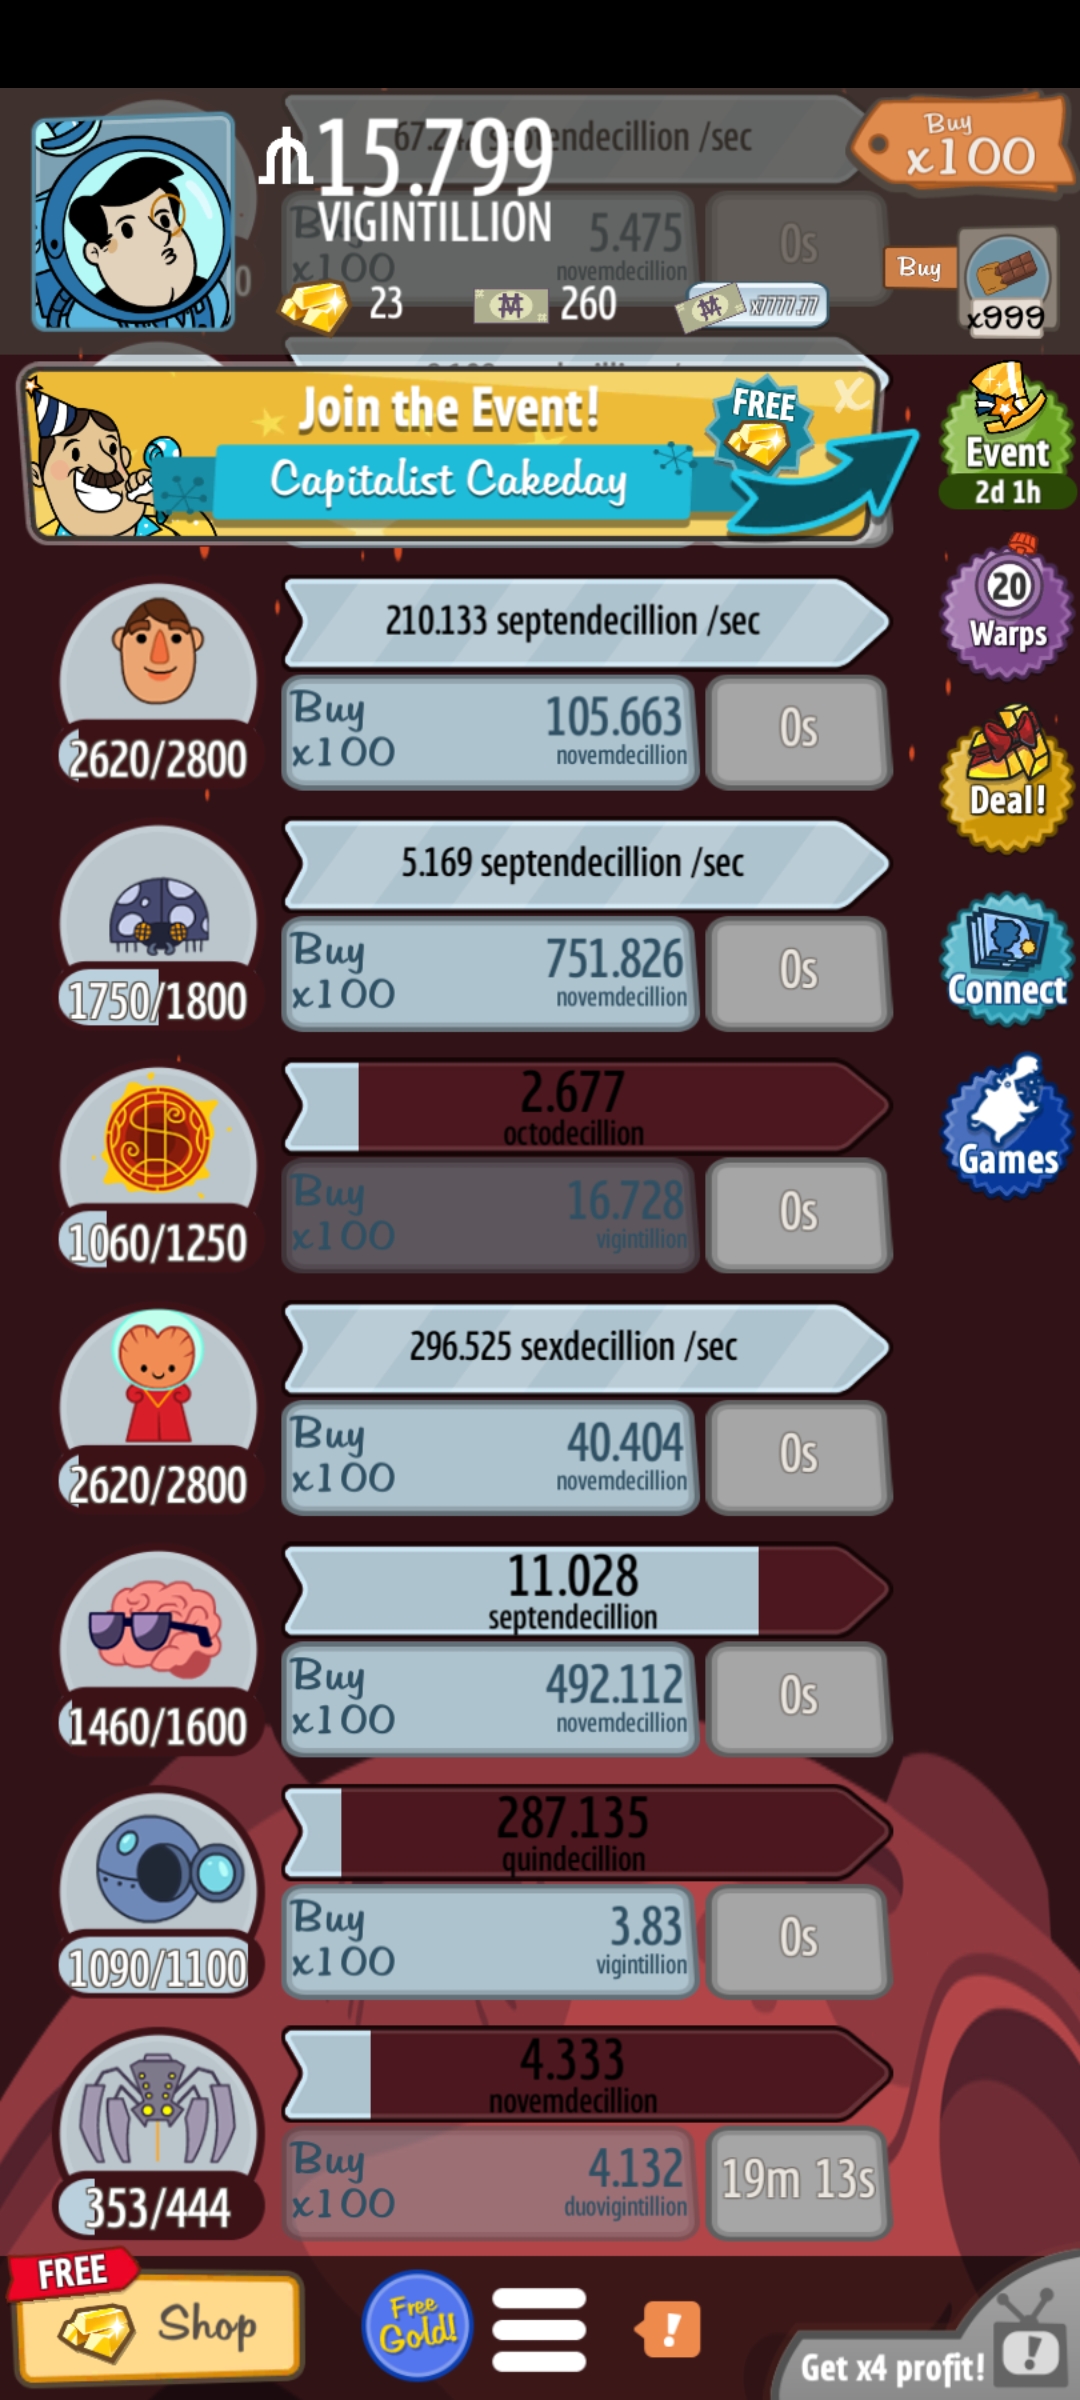 67.2 septendecillion /sec
₼15.799
VIGINTILLION
Buy
x100
5.475
novemdecillion
0s
Buy
x100
Buy
x999
23
260
x7777.77
Join the Event!
Capitalist Cakeday
FREE
x
Event
2d 1h
20
Warps
Deal!
Connect
Games
210.133 septendecillion /sec
2620/2800
Buy
x100
105.663
novemdecillion
0s
5.169 septendecillion /sec
1750/1800
Buy
x100
751.826
novemdecillion
0s
2.677
octodecillion
1060/1250
Buy
x100
16.728
vigintillion
0s
296.525 sexdecillion /sec
2620/2800
Buy
x100
40.404
novemdecillion
0s
11.028
septendecillion
1460/1600
Buy
x100
492.112
novemdecillion
0s
287.135
quindecillion
1090/1100
Buy
x100
3.83
vigintillion
0s
4.333
novemdecillion
353/444
Buy
x100
4.132
duovigintillion
19m 13s
FREE
Shop
Free
Gold!
!
Get x4 profit!
!